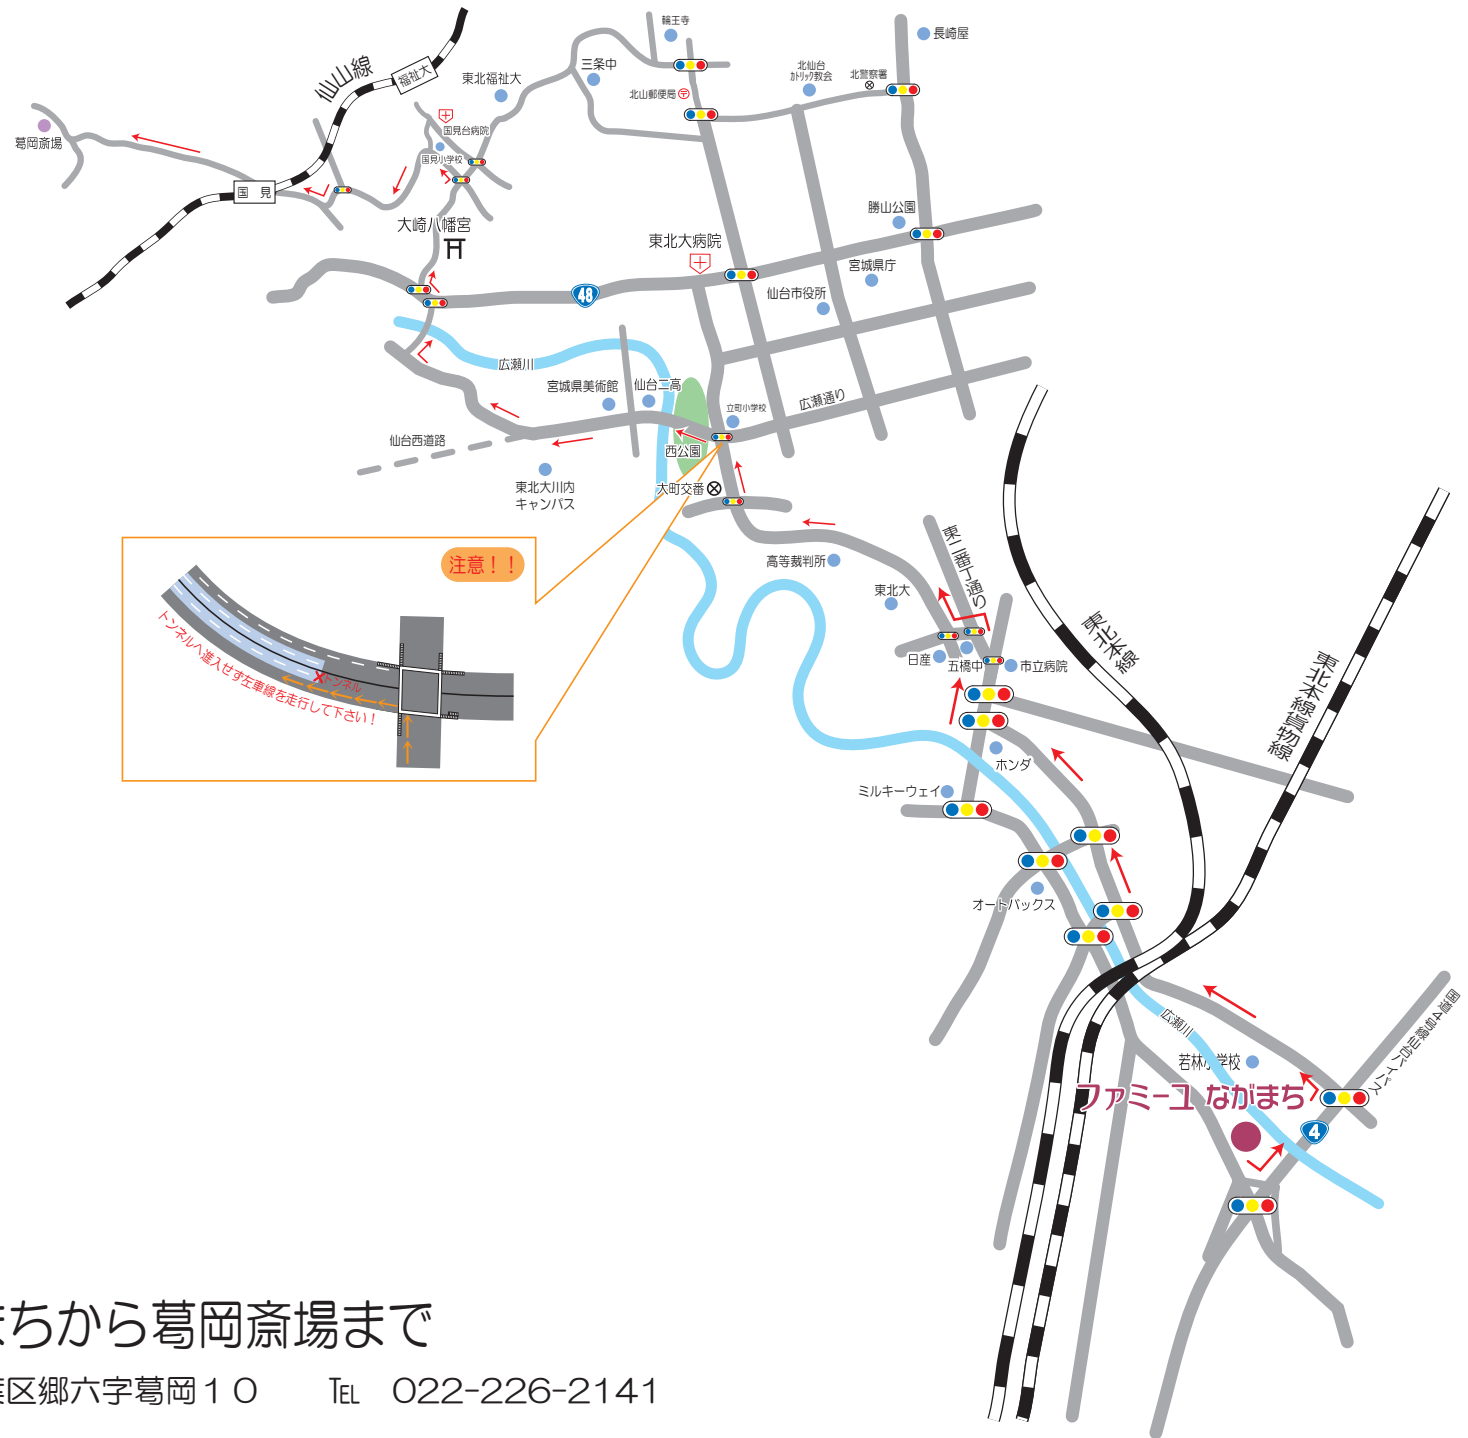 輪王寺
長崎屋
仙山線
福祉大
東北福祉大
三条中
北仙台
カトリック教会
北警察署
北山郵便局
葛岡斎場
国見台病院
国見小学校
国見
大崎八幡宮
東北大病院
勝山公園
宮城県庁
仙台市役所
48
広瀬川
宮城県美術館
仙台二高
立町小学校
広瀬通り
仙台西道路
西公園
東北大川内
キャンパス
大町交番
注意！！
トンネルへ進入せず左車線を走行して下さい！
トンネル
高等裁判所
東北大
東二番丁通り
日産
五橋中
市立病院
東北本線
東北本線貨物線
ホンダ
ミルキーウェイ
オートバックス
広瀬川
国道4号線仙台バイパス
若林小学校
ファミーユ ながまち
4
まちから葛岡斎場まで
葉区郷六字葛岡１０ ℡ 022-226-2141